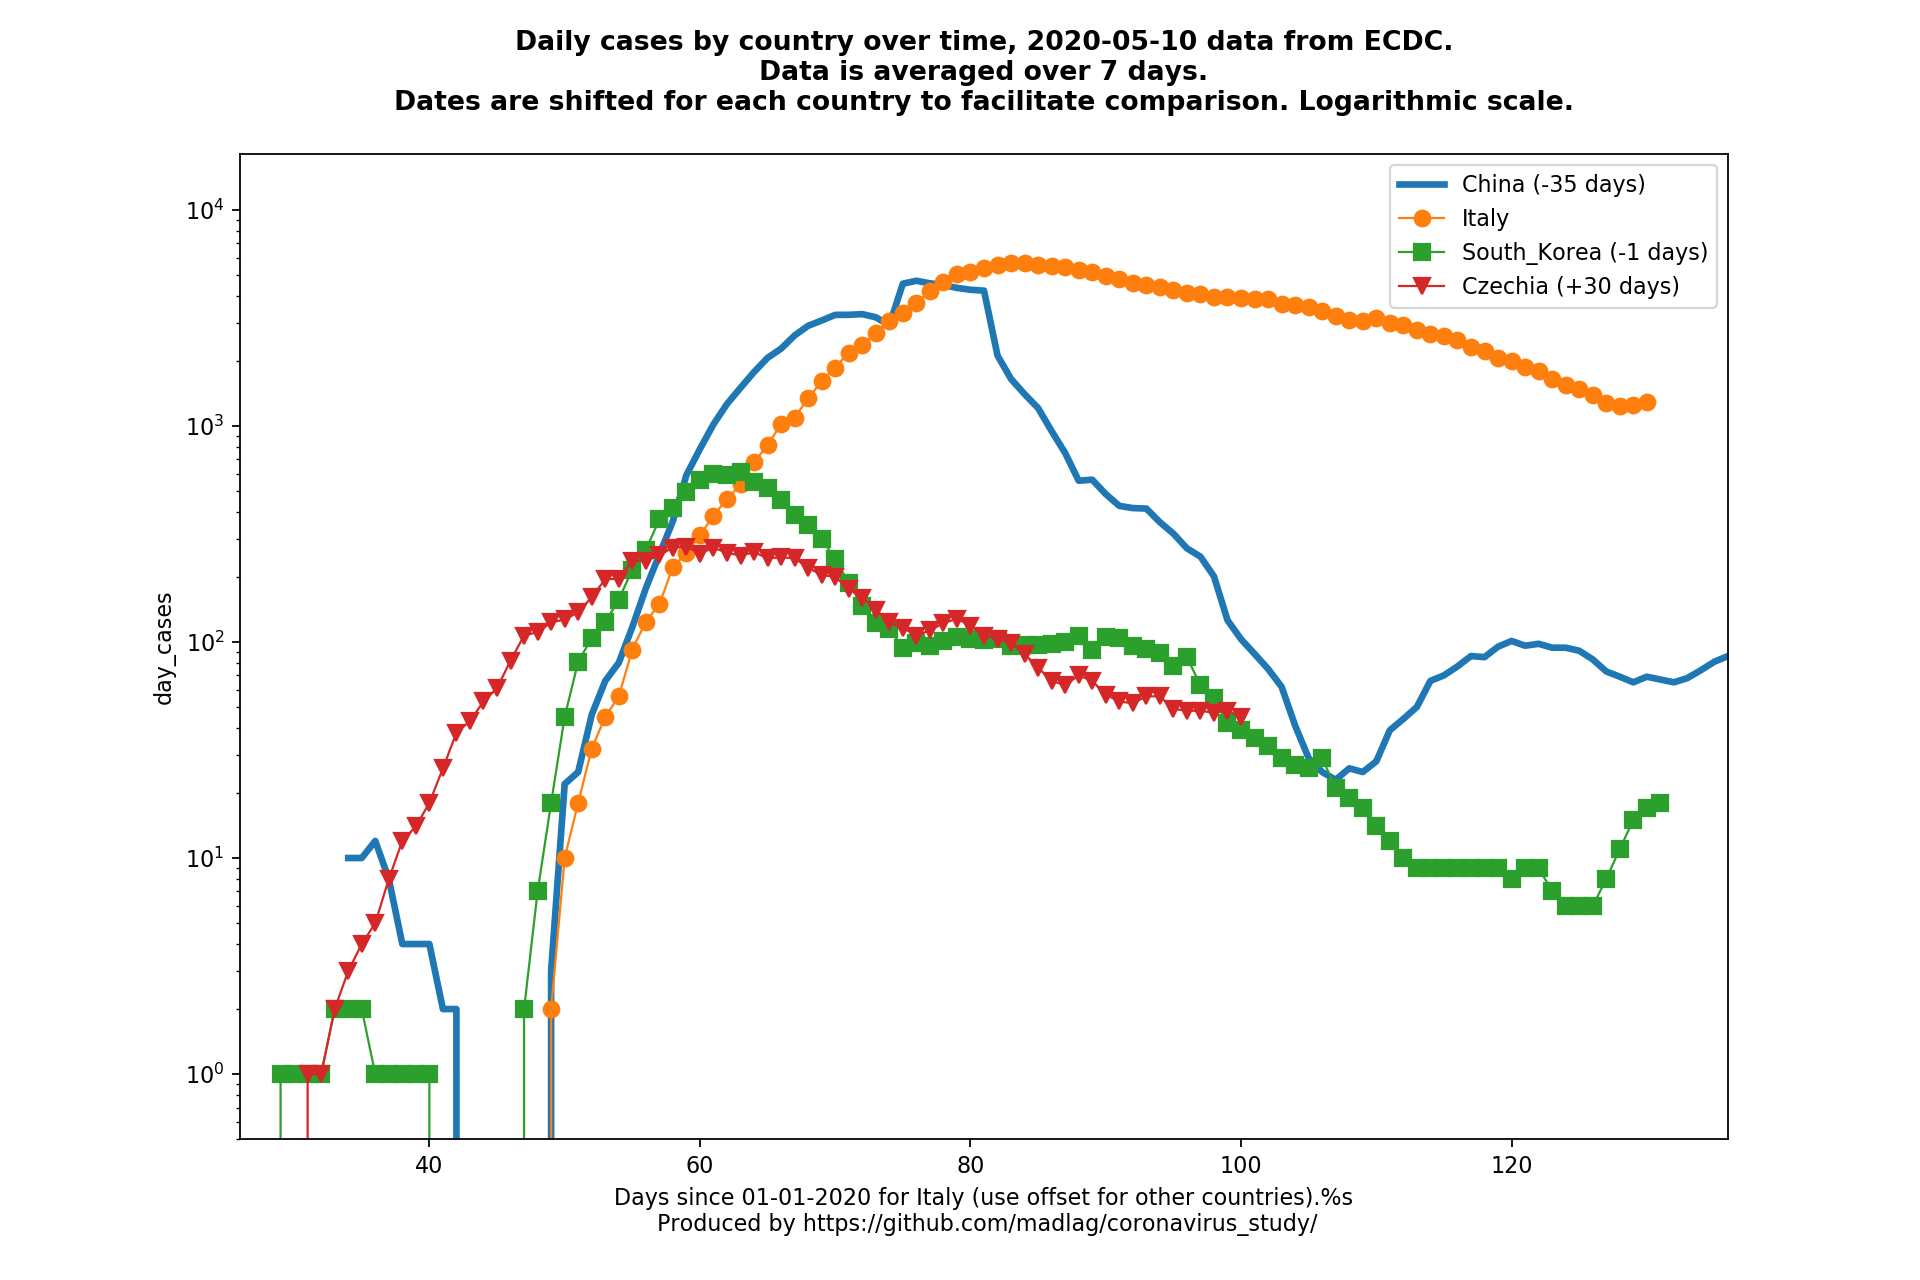 Daily cases by country over time, 2020-05-10 data from ECDC.
Data is averaged over 7 days.
Dates are shifted for each country to facilitate comparison. Logarithmic scale.
China (-35 days)
Italy
South_Korea (-1 days)
Czechia (+30 days)
10⁴
10³
10²
10¹
10⁰
day_cases
40 60 80 100 120
Days since 01-01-2020 for Italy (use offset for other countries).%s
Produced by https://github.com/madlag/coronavirus_study/